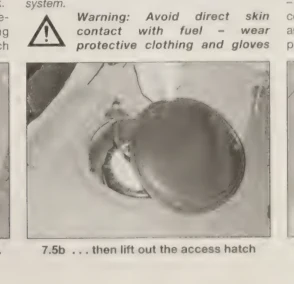 system.
Warning: Avoid direct skin
contact with fuel – wear
protective clothing and gloves
7.5b . . . then lift out the access hatch